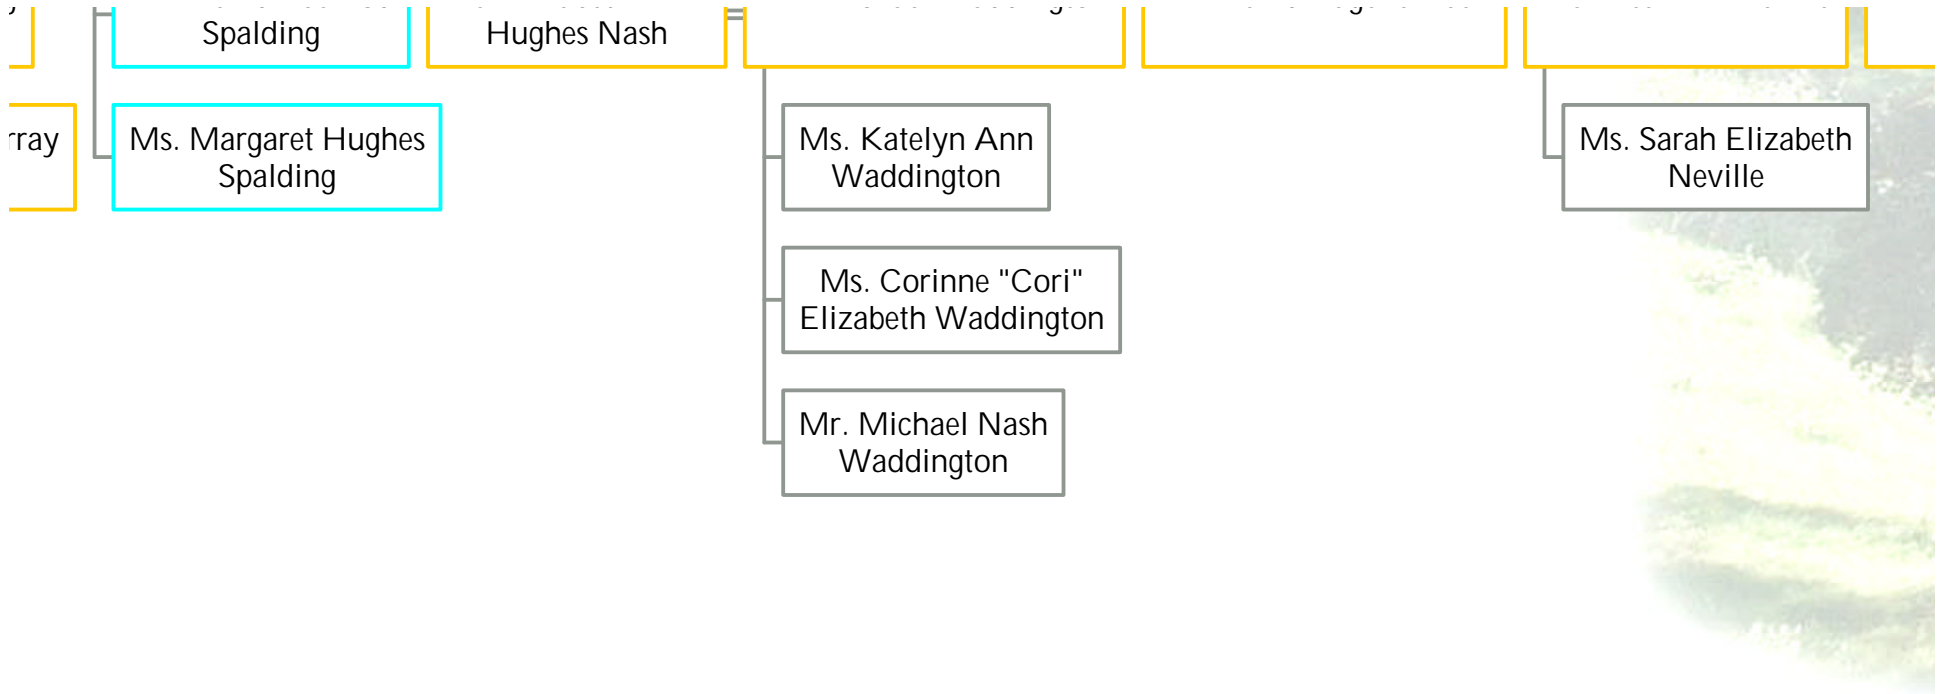 Spalding
Hughes Nash
rray
Ms. Margaret Hughes
Spalding
Ms. Katelyn Ann
Waddington
Ms. Sarah Elizabeth
Neville
Ms. Corinne "Cori"
Elizabeth Waddington
Mr. Michael Nash
Waddington